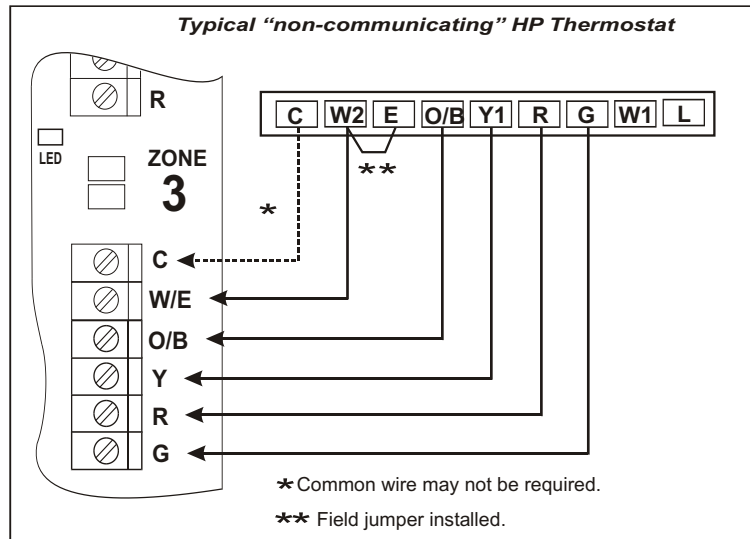 Typical “non-communicating” HP Thermostat
R
LED
ZONE
3
C W2 E O/B Y1 R G W1 L
**
*
C
W/E
O/B
Y
R
G
* Common wire may not be required.
** Field jumper installed.